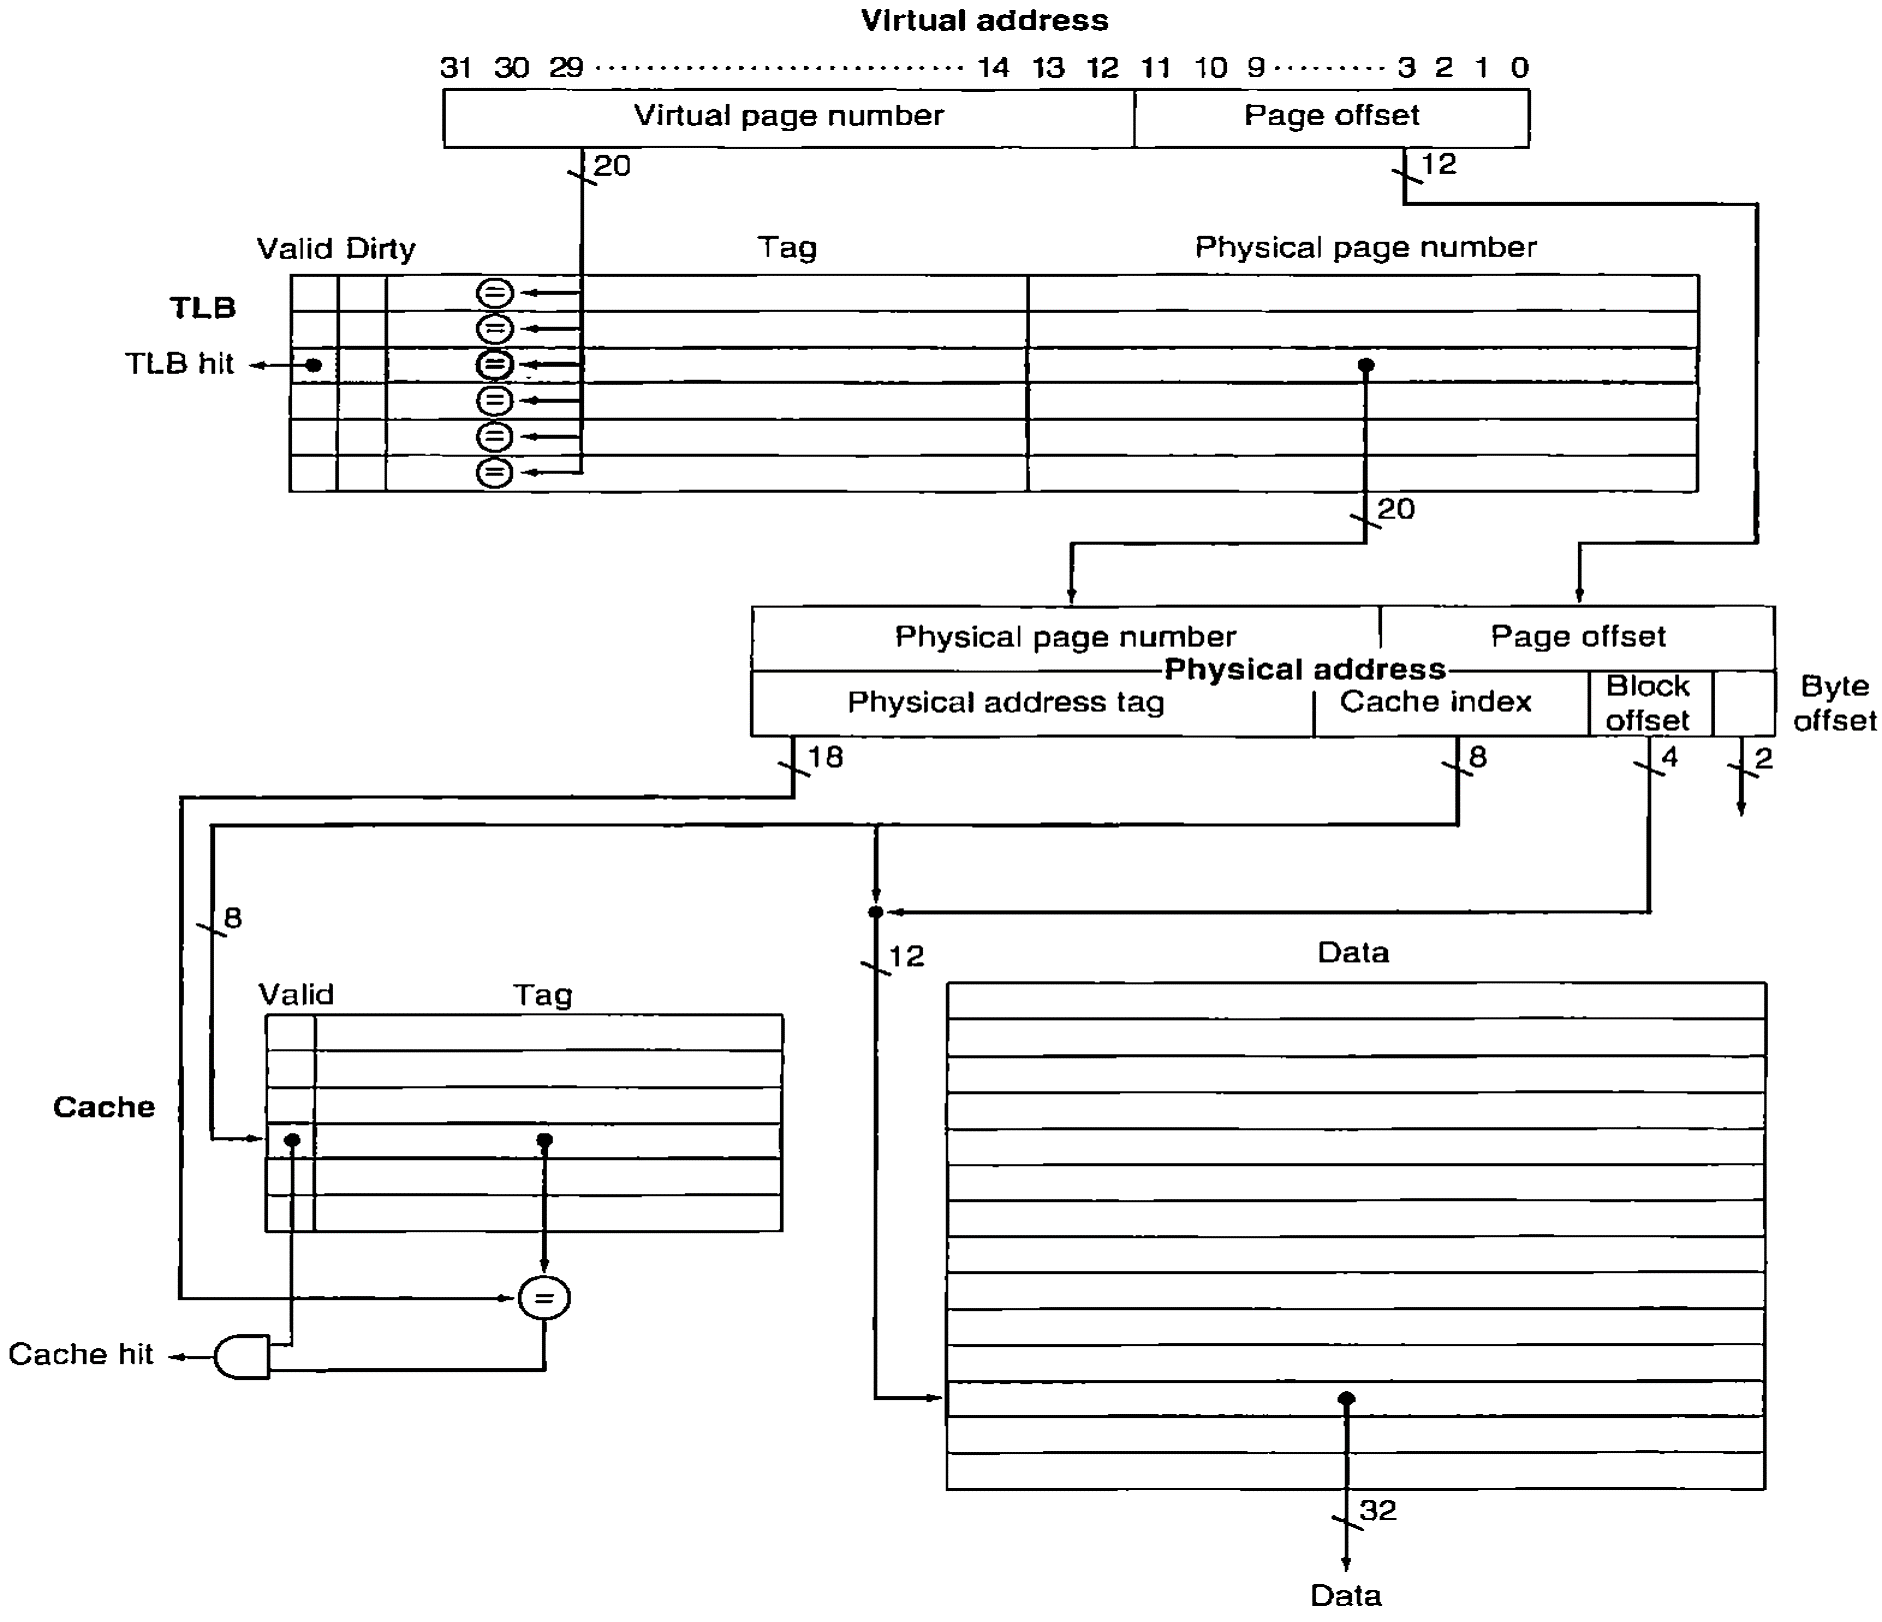 Virtual address
31 30 29 ........................... 14 13 12 11 10 9 ......... 3 2 1 0
Virtual page number Page offset
20 12
Valid Dirty Tag Physical page number
TLB
=
=
TLB hit =
=
=
=
20
Physical page number Page offset
Physical address
Physical address tag Cache index Block offset Byte offset
18 8 4 2
8
12
Data
Valid Tag
Cache
=
Cache hit
32
Data